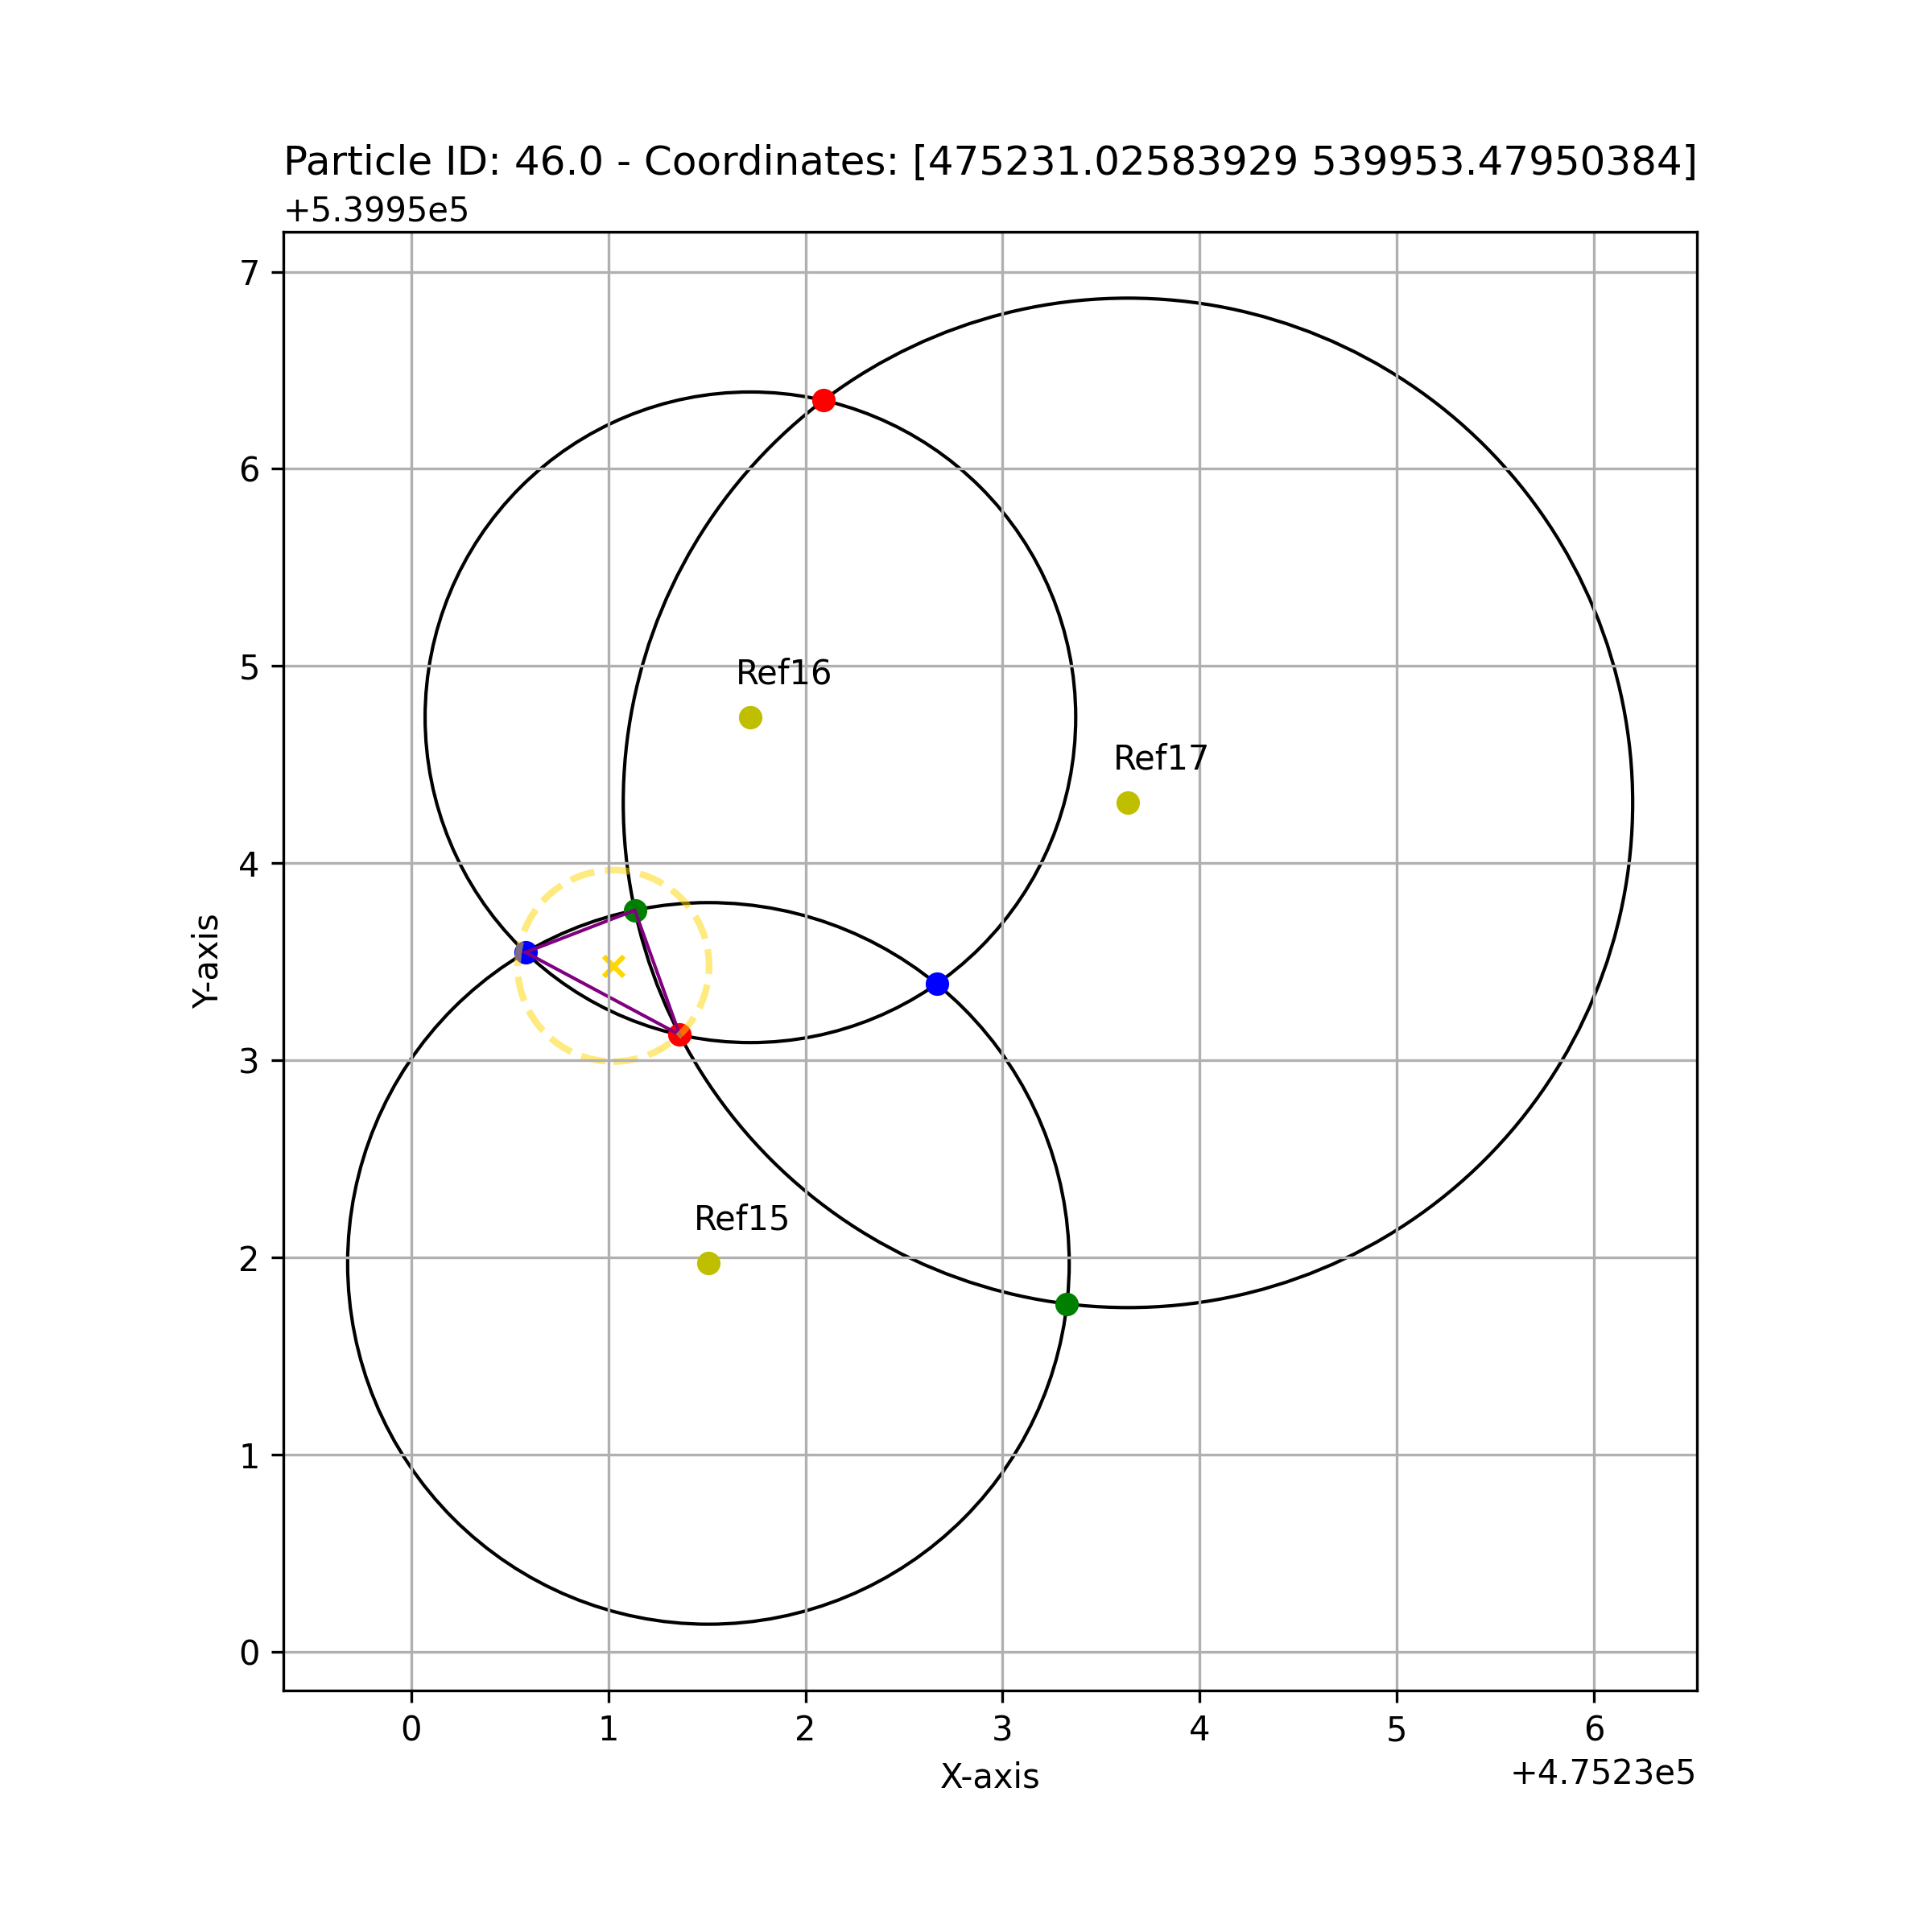 Particle ID: 46.0 - Coordinates: [475231.02583929 539953.47950384]
+5.3995e5
7
6
Ref16
5
Ref17
4
Y-axis
3
Ref15
2
1
0
0 1 2 3 4 5 6
X-axis
+4.7523e5